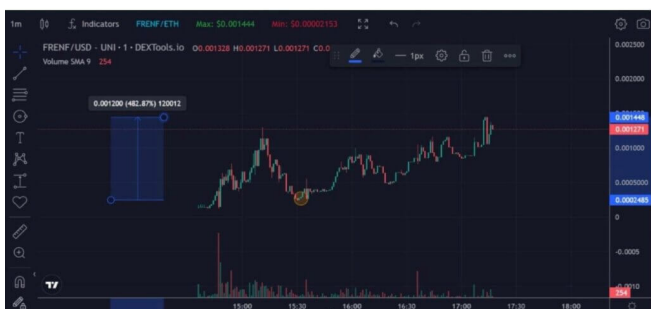 1m Indicators FRENF/ETH Max: $0.001444 Min: $0.00002153
FRENF/USD - UNI • 1 • DEXTools.io O0.001328 H0.001271 L0.001271 C0.0
1px
Volume SMA 9 254
0.001200 (482.87%) 120012
0.002500
0.002000
0.001448
0.001271
0.001000
0.0005000
0.0002485
0
-0.0005
-0.0010
254
15:00 15:30 16:00 16:30 17:00 17:30 18:00